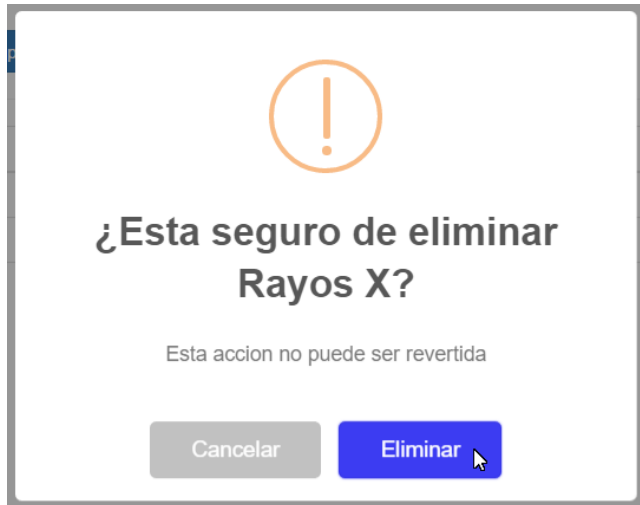 ¿Esta seguro de eliminar
Rayos X?
Esta accion no puede ser revertida
Cancelar
Eliminar